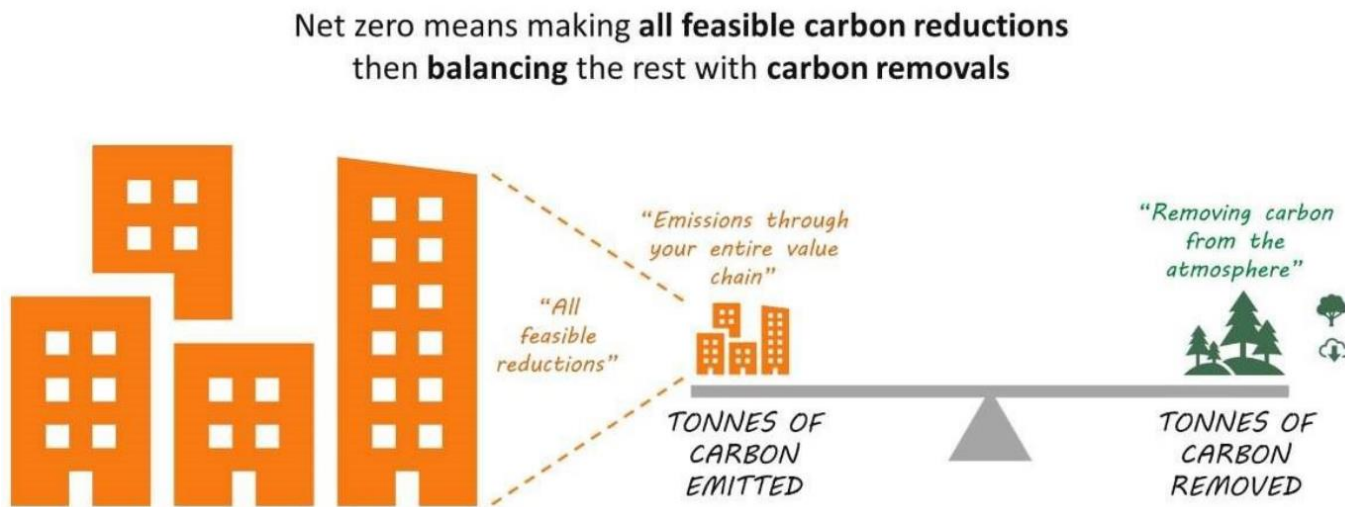 Net zero means making all feasible carbon reductions
then balancing the rest with carbon removals
“All
feasible
reductions”
“Emissions through
your entire value
chain”
“Removing carbon
from the
atmosphere”
TONNES OF
CARBON
EMITTED
TONNES OF
CARBON
REMOVED